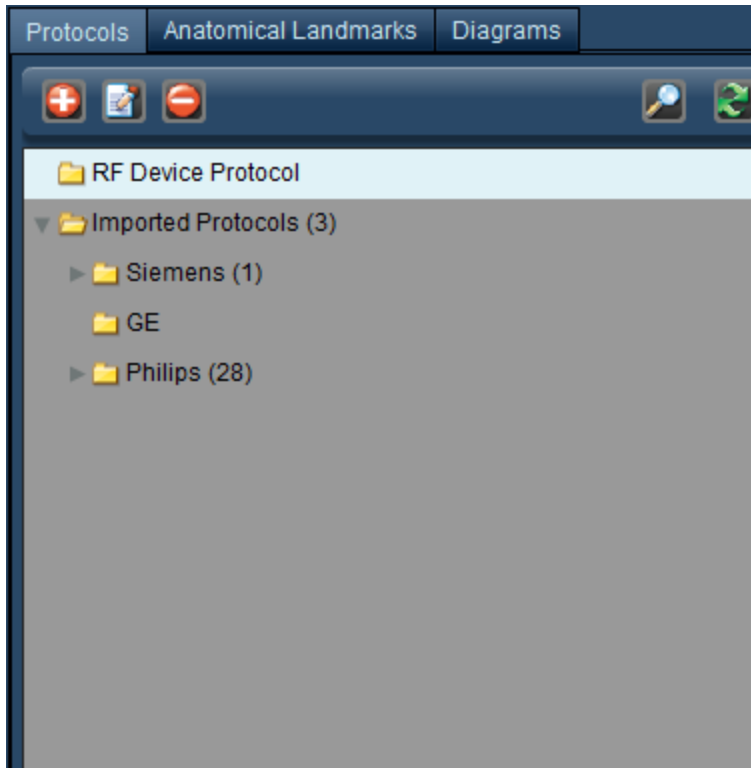 Protocols Anatomical Landmarks Diagrams
RF Device Protocol
Imported Protocols (3)
Siemens (1)
GE
Philips (28)